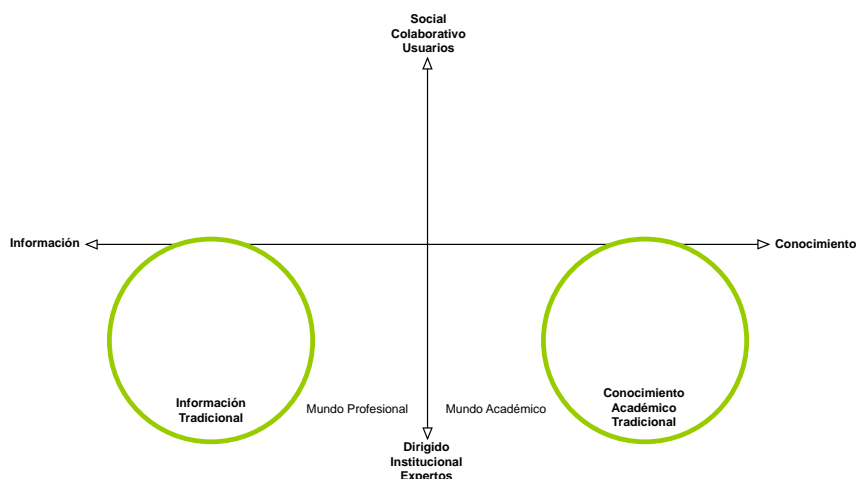 Social
Colaborativo
Usuarios
Información
Conocimiento
Información
Tradicional
Mundo Profesional
Mundo Académico
Conocimiento
Académico
Tradicional
Dirigido
Institucional
Expertos